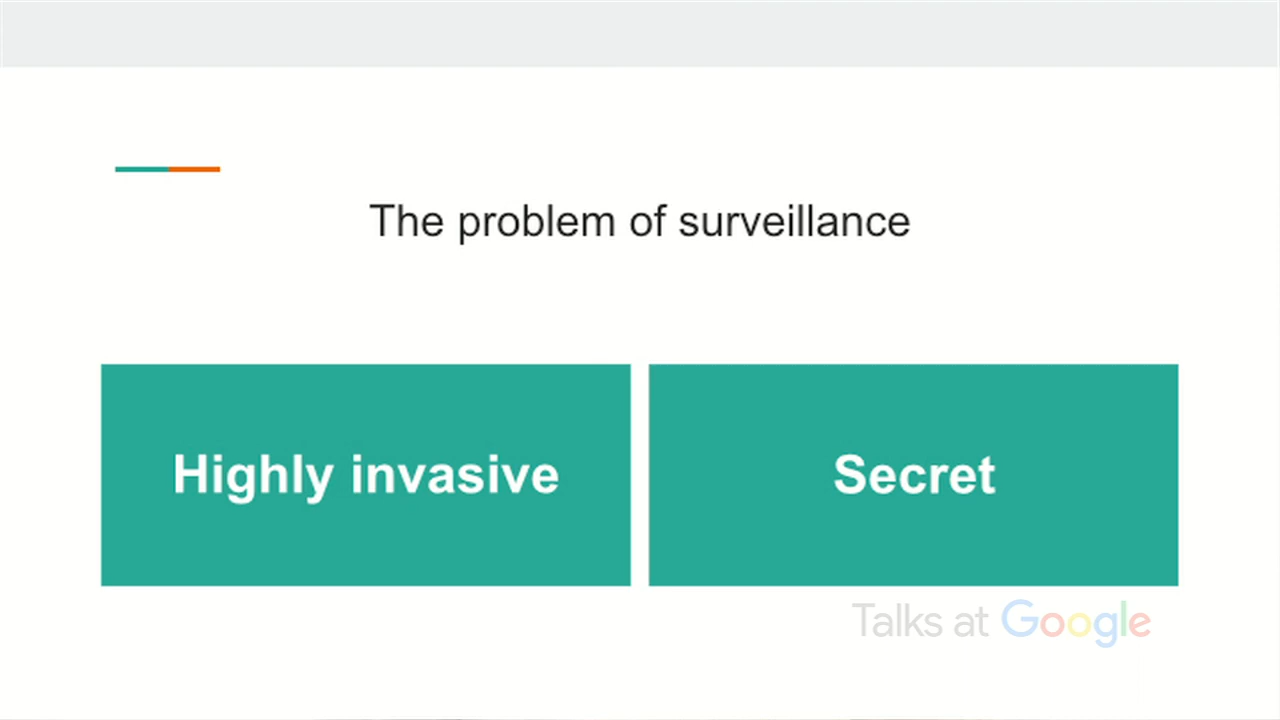 The problem of surveillance
Highly invasive
Secret
Talks at Google